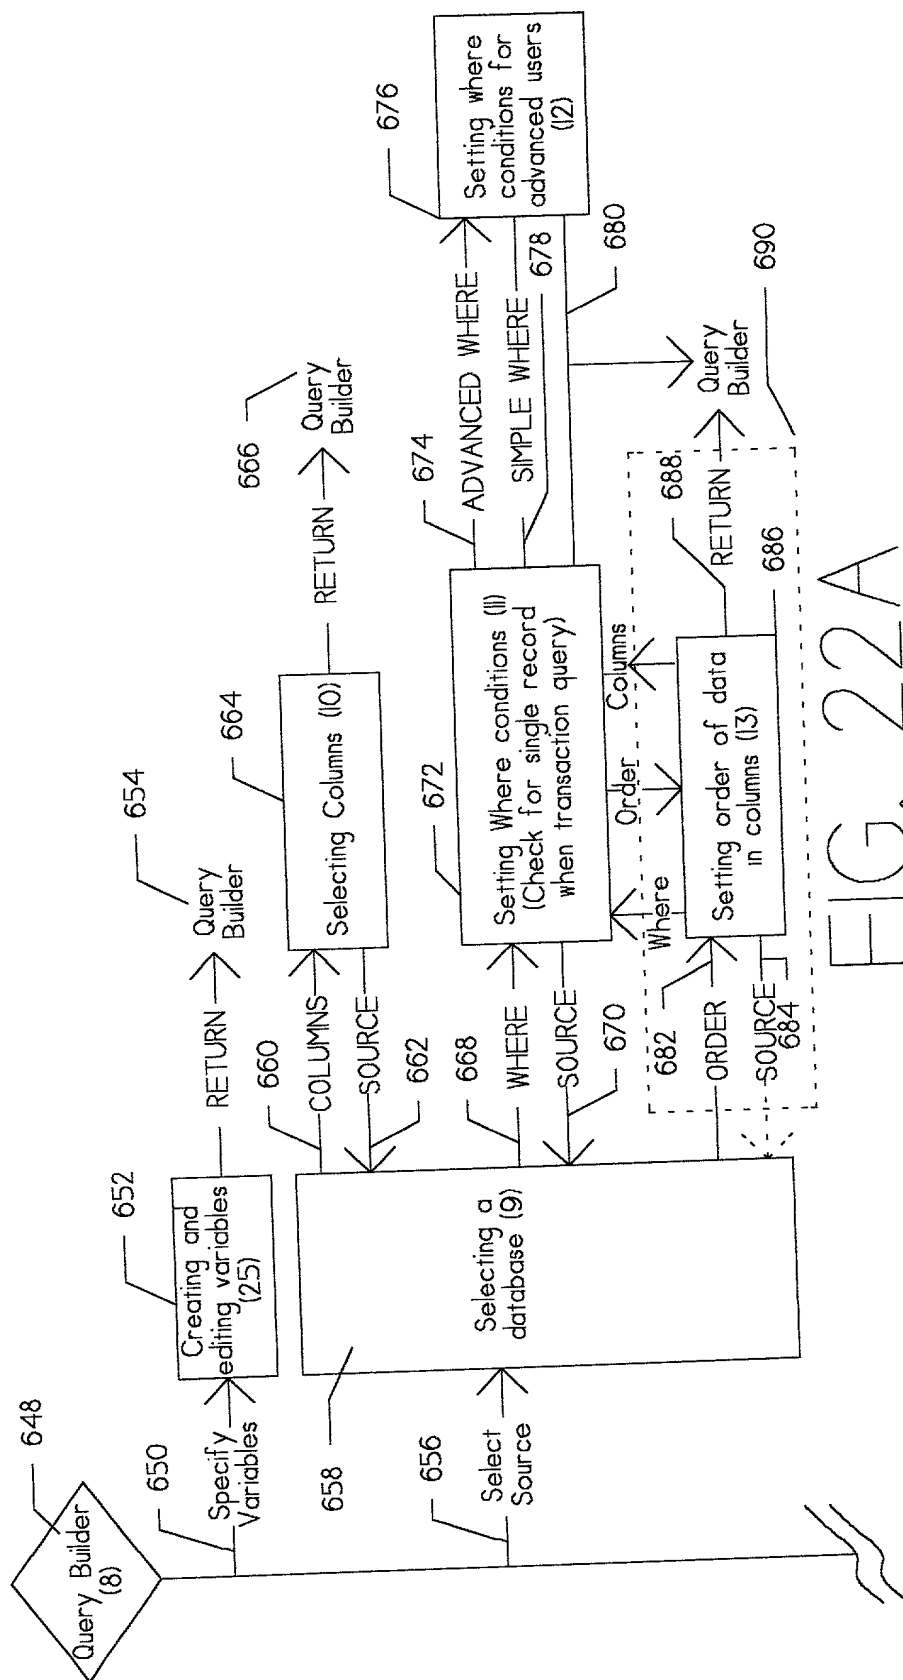 648
Query Builder
(8)
650
Specify
Variables
652
Creating and
editing variables
(25)
RETURN
654
Query
Builder
656
Select
Source
658
Selecting a
database (9)
660
COLUMNS
SOURCE
662
664
Selecting Columns (10)
RETURN
666
Query
Builder
668
WHERE
SOURCE
670
672
Setting Where conditions (11)
(Check for single record
when transaction query)
674
ADVANCED WHERE
SIMPLE WHERE
678
676
Setting where
conditions for
advanced users
(12)
680
Query
Builder
Where
Order
Columns
682
ORDER
SOURCE
684
Setting order of data
in columns (13)
686
688
RETURN
690
FIG. 22A